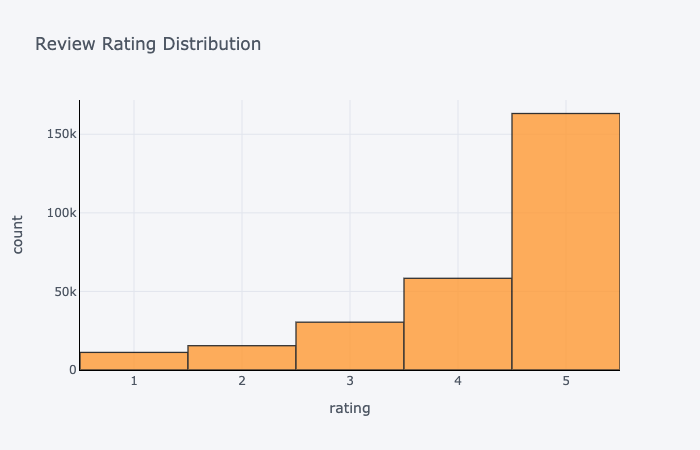 Review Rating Distribution
150k
100k
50k
0
count
1 2 3 4 5
rating